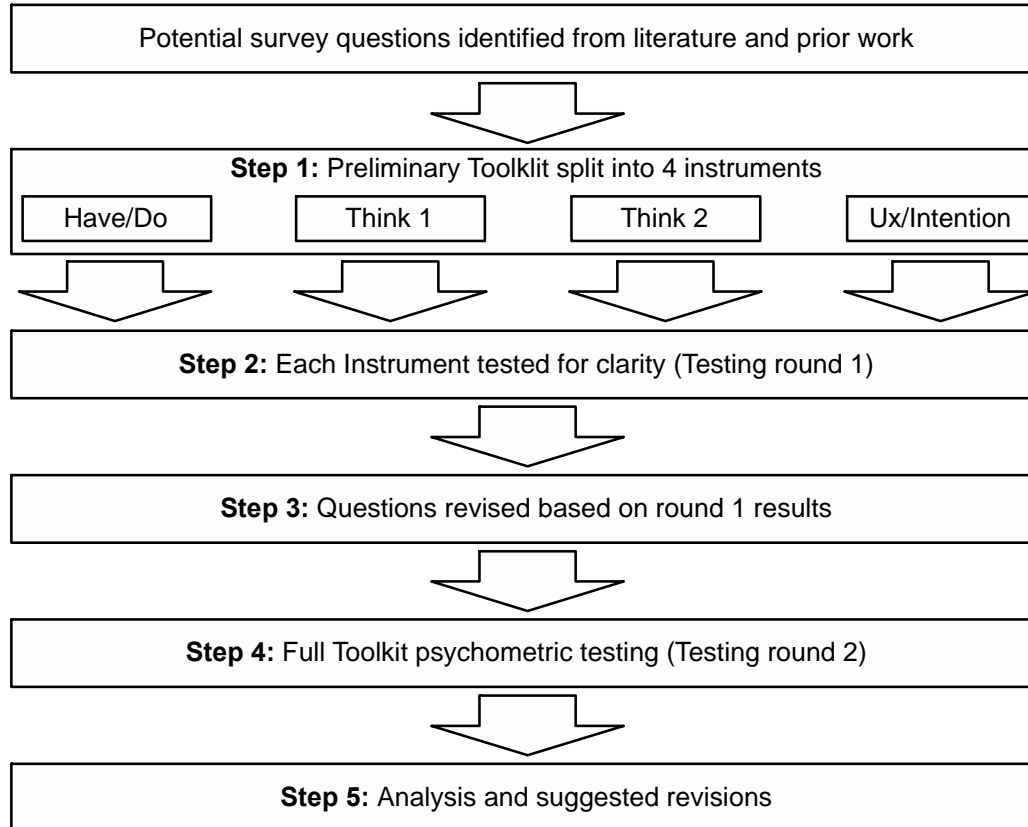 Potential survey questions identified from literature and prior work
Step 1: Preliminary Toolklit split into 4 instruments
Have/Do
Think 1
Think 2
Ux/Intention
Step 2: Each Instrument tested for clarity (Testing round 1)
Step 3: Questions revised based on round 1 results
Step 4: Full Toolkit psychometric testing (Testing round 2)
Step 5: Analysis and suggested revisions